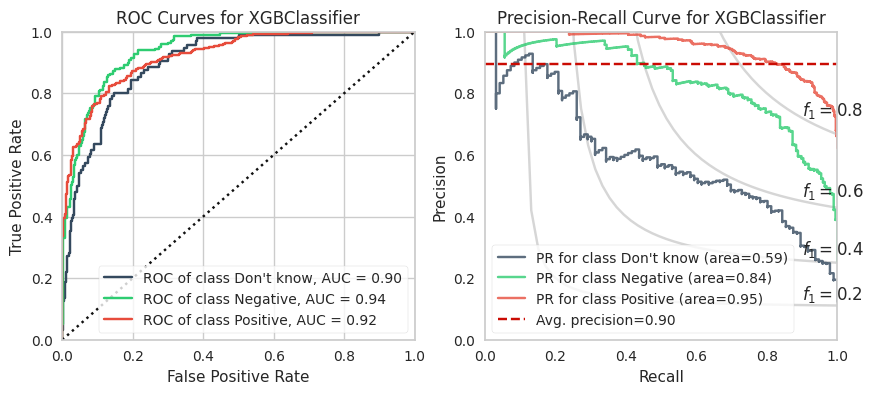 ROC Curves for XGBClassifier
True Positive Rate
1.0
0.8
0.6
0.4
0.2
0.0
ROC of class Don't know, AUC = 0.90
ROC of class Negative, AUC = 0.94
ROC of class Positive, AUC = 0.92
0.0 0.2 0.4 0.6 0.8 1.0
False Positive Rate
Precision-Recall Curve for XGBClassifier
Precision
1.0
0.8
0.6
0.4
0.2
0.0
f1 = 0.8
f1 = 0.6
f1 = 0.4
f1 = 0.2
PR for class Don't know (area=0.59)
PR for class Negative (area=0.84)
PR for class Positive (area=0.95)
Avg. precision=0.90
0.0 0.2 0.4 0.6 0.8 1.0
Recall